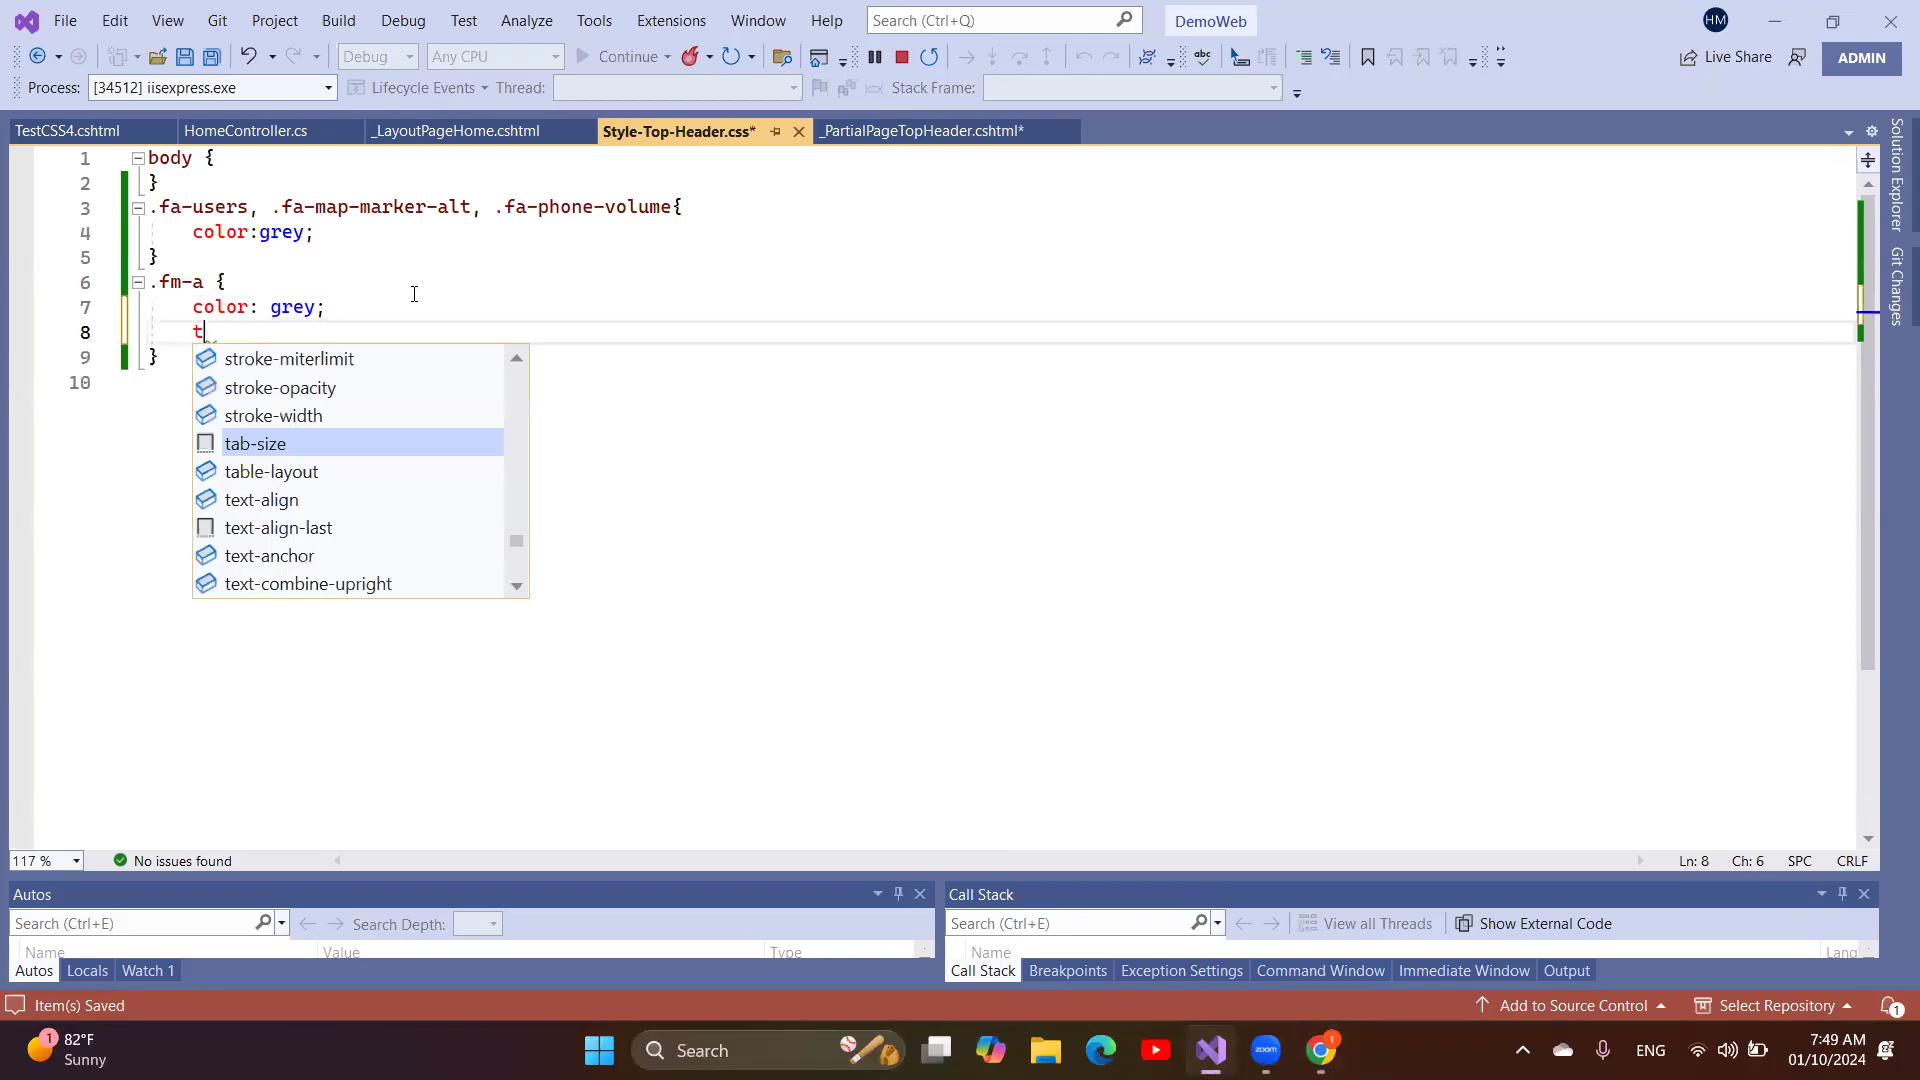 File Edit View Git Project Build Debug Test Analyze Tools Extensions Window Help Search (Ctrl+Q) DemoWeb HM
Debug Any CPU Continue Live Share ADMIN
Process: [34512] iisexpress.exe Lifecycle Events Thread: Stack Frame:
TestCSS4.cshtml HomeController.cs _LayoutPageHome.cshtml Style-Top-Header.css* _PartialPageTopHeader.cshtml*
Solution Explorer
Git Changes
1 body {
2 }
3 .fa-users, .fa-map-marker-alt, .fa-phone-volume{
4 color:grey;
5 }
6 .fm-a {
7 color: grey;
8 t
9 }
10
stroke-miterlimit
stroke-opacity
stroke-width
tab-size
table-layout
text-align
text-align-last
text-anchor
text-combine-upright
117 % No issues found Ln: 8 Ch: 6 SPC CRLF
Autos Call Stack
Search (Ctrl+E) Search Depth: Search (Ctrl+E) View all Threads Show External Code
Name Value Type Name Lang
Autos Locals Watch 1 Call Stack Breakpoints Exception Settings Command Window Immediate Window Output
Item(s) Saved Add to Source Control Select Repository 1
1 82°F
Sunny
Search
zoom
ENG
7:49 AM
01/10/2024